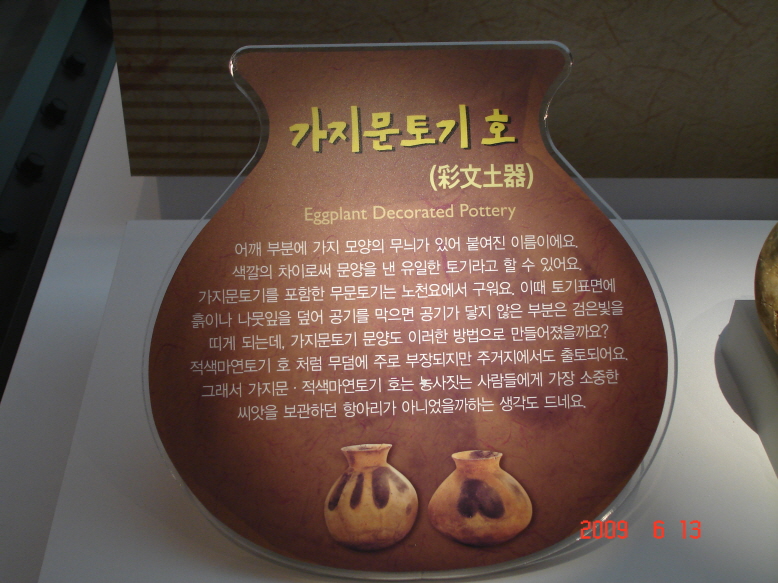 가지문토기 호
(彩文土器)
Eggplant Decorated Pottery
어깨 부분에 가지 모양의 무늬가 있어 붙여진 이름이에요.
색깔의 차이로써 문양을 낸 유일한 토기라고 할 수 있어요.
가지문토기를 포함한 무문토기는 노천요에서 구워요. 이때 토기표면에
흙이나 나뭇잎을 덮어 공기를 막으면 공기가 닿지 않은 부분은 검은빛을
띠게 되는데, 가지문토기 문양도 이러한 방법으로 만들어졌을까요?
적색마연토기 호 처럼 무덤에 주로 부장되지만 주거지에서도 출토되어요.
그래서 가지문 · 적색마연토기 호는 농사짓는 사람들에게 가장 소중한
씨앗을 보관하던 항아리가 아니었을까하는 생각도 드네요.
2009 6 13